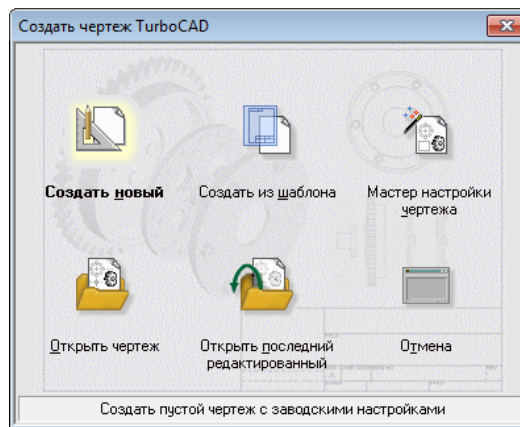 Создать чертеж TurboCAD
Создать новый
Создать из шаблона
Мастер настройки
чертежа
Открыть чертеж
Открыть последний
редактированный
Отмена
Создать пустой чертеж с заводскими настройками